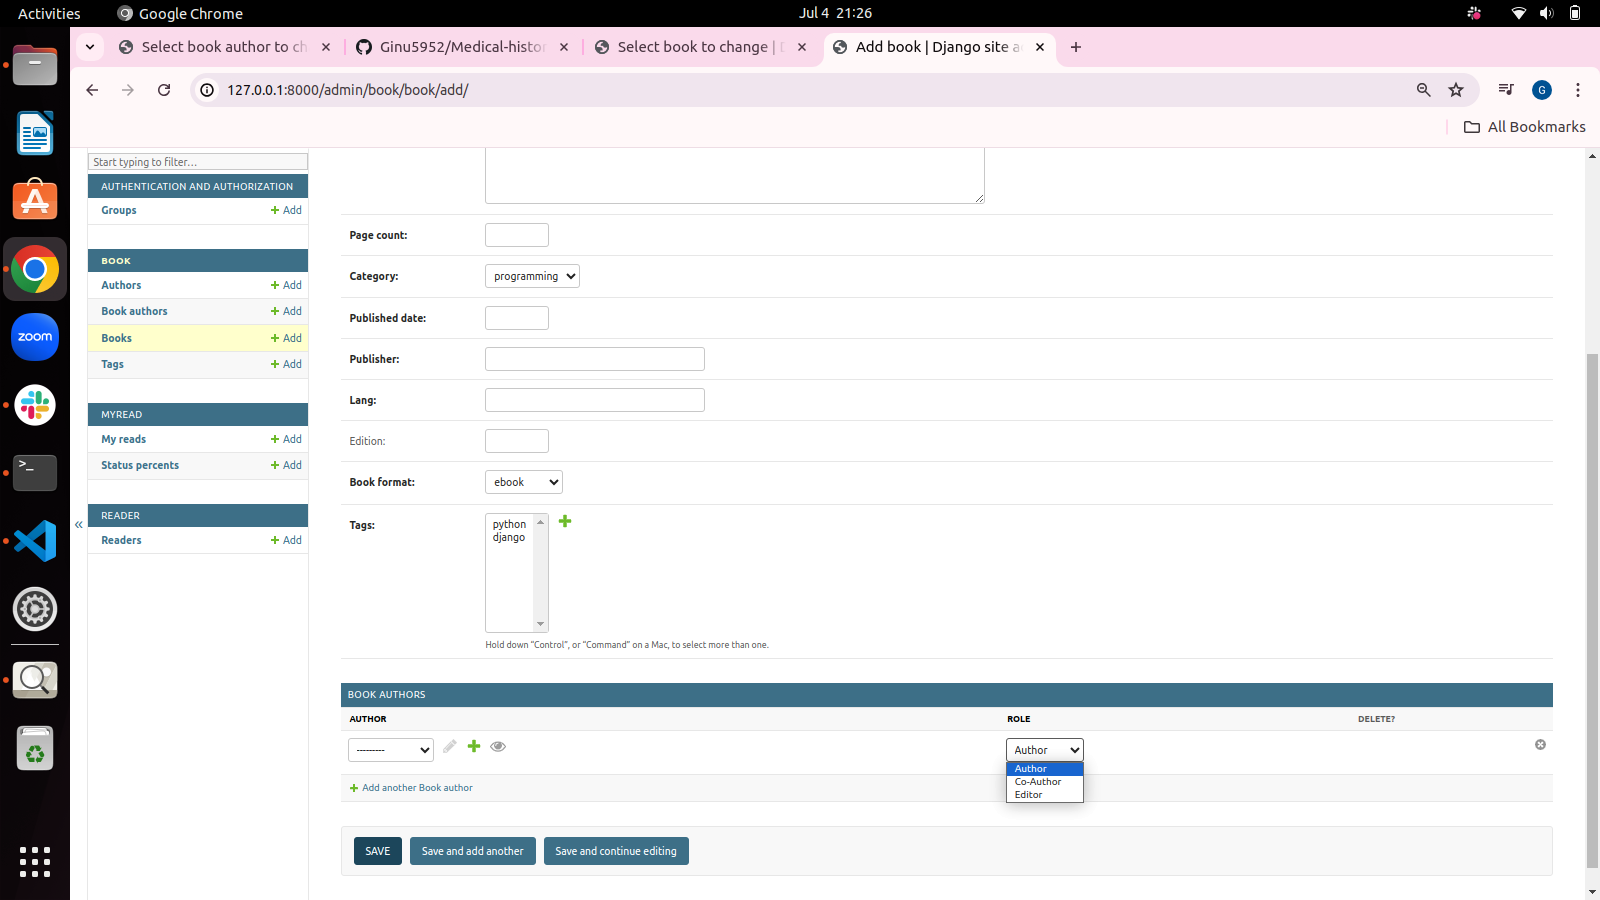 Activities
Google Chrome
Jul 4 21:26
Select book author to ch
Ginu5952/Medical-histor
Select book to change |
Add book | Django site a
127.0.0.1:8000/admin/book/book/add/
G
All Bookmarks
zoom
Start typing to filter...
AUTHENTICATION AND AUTHORIZATION
Groups
Add
BOOK
Authors
Add
Book authors
Add
Books
Add
Tags
Add
MYREAD
My reads
Add
Status percents
Add
READER
Readers
Add
«
Page count:
Category:
programming
Published date:
Publisher:
Lang:
Edition:
Book format:
ebook
Tags:
python
django
Hold down “Control”, or “Command” on a Mac, to select more than one.
BOOK AUTHORS
AUTHOR
ROLE
DELETE?
---------
Author
Author
Co-Author
Editor
Add another Book author
SAVE
Save and add another
Save and continue editing